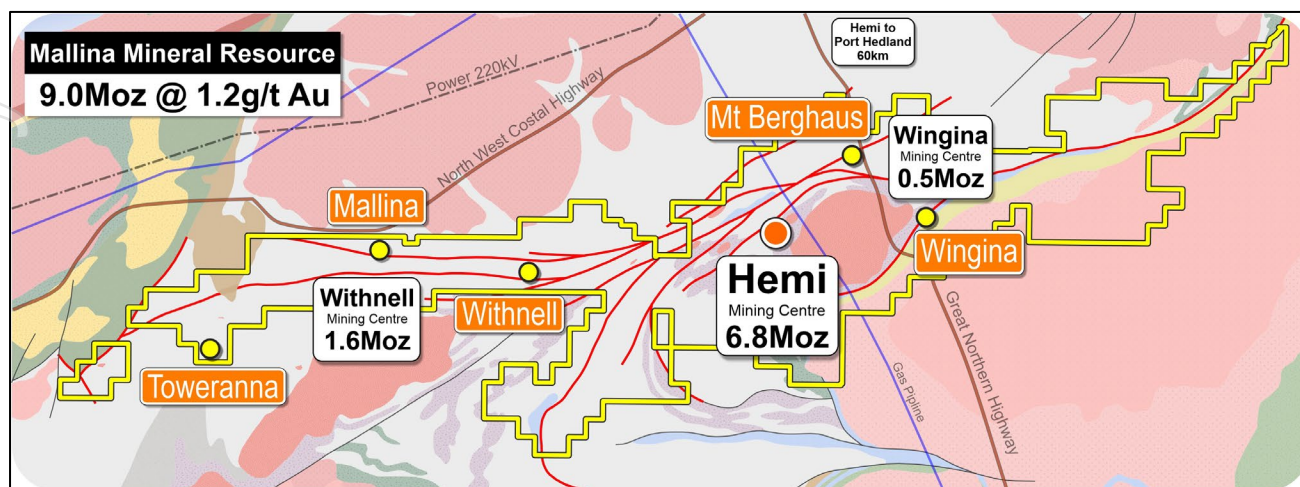 Mallina Mineral Resource
9.0Moz @ 1.2g/t Au
Power 220kV
North West Costal Highway
Hemi to
Port Hedland
60km
Mt Berghaus
Wingina
Mining Centre
0.5Moz
Mallina
Wingina
Withnell
Mining Centre
1.6Moz
Withnell
Hemi
Mining Centre
6.8Moz
Toweranna
Gas Pipline
Great Northern Highway